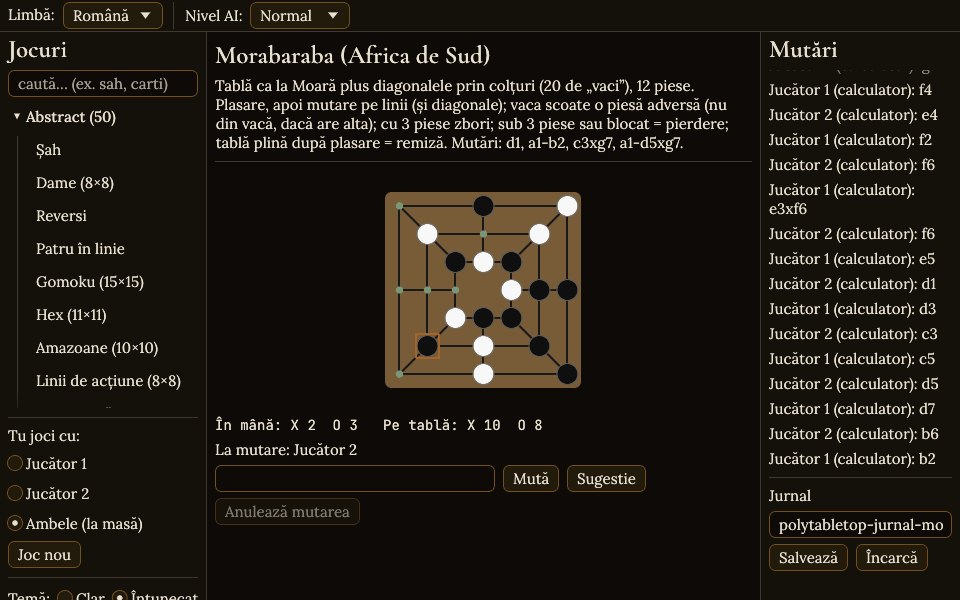 Limbă:
Română
Nivel AI:
Normal
Jocuri
caută... (ex. sah, carti)
Abstract (50)
Șah
Dame (8×8)
Reversi
Patru în linie
Gomoku (15×15)
Hex (11×11)
Amazoane (10×10)
Linii de acțiune (8×8)
Tu joci cu:
Jucător 1
Jucător 2
Ambele (la masă)
Joc nou
Temă:
Clar
Întunecat
Morabaraba (Africa de Sud)
Tablă ca la Moară plus diagonalele prin colțuri (20 de „vaci”), 12 piese.
Plasare, apoi mutare pe linii (și diagonale); vaca scoate o piesă adversă (nu
din vacă, dacă are alta); cu 3 piese zbori; sub 3 piese sau blocat = pierdere;
tablă plină după plasare = remiză. Mutări: d1, a1-b2, c3xg7, a1-d5xg7.
În mână: X 2  O 3   Pe tablă: X 10  O 8
La mutare: Jucător 2
Mută
Sugestie
Anulează mutarea
Mutări
Jucător 1 (calculator): f4
Jucător 2 (calculator): e4
Jucător 1 (calculator): f2
Jucător 2 (calculator): f6
Jucător 1 (calculator):
e3xf6
Jucător 2 (calculator): f6
Jucător 1 (calculator): e5
Jucător 2 (calculator): d1
Jucător 1 (calculator): d3
Jucător 2 (calculator): c3
Jucător 1 (calculator): c5
Jucător 2 (calculator): d5
Jucător 1 (calculator): d7
Jucător 2 (calculator): b6
Jucător 1 (calculator): b2
Jurnal
polytabletop-jurnal-mo
Salvează
Încarcă